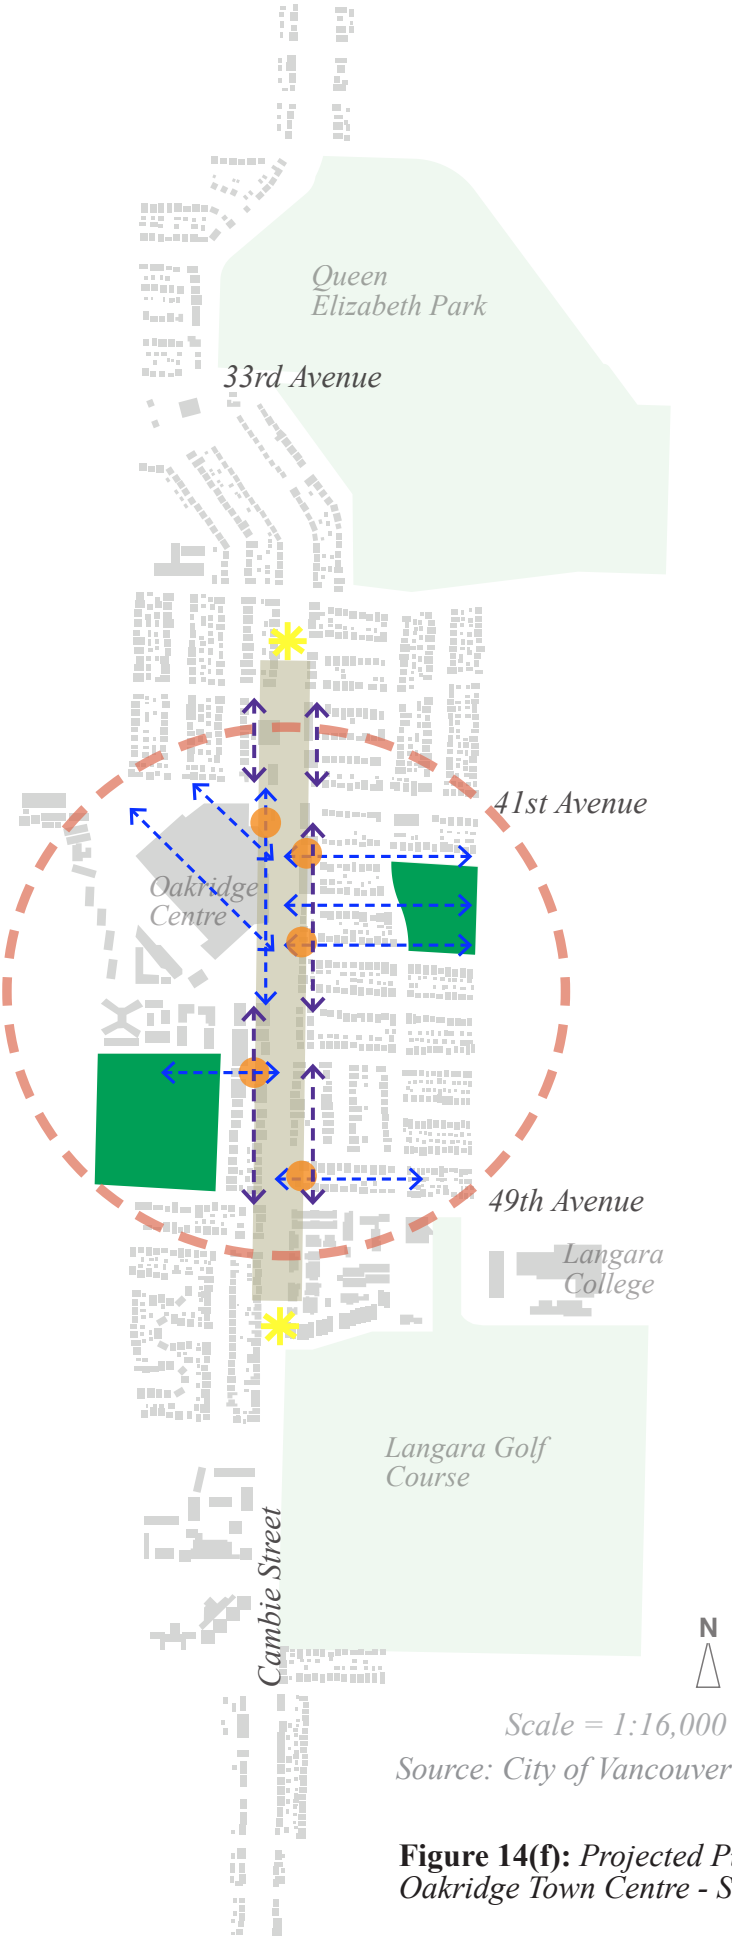 Queen
Elizabeth Park
33rd Avenue
41st Avenue
Oakridge
Centre
49th Avenue
Langara
College
Langara Golf
Course
Cambie Street
N
Scale = 1:16,000
Source: City of Vancouver
Figure 14(f): Projected
Oakridge Town Centre -